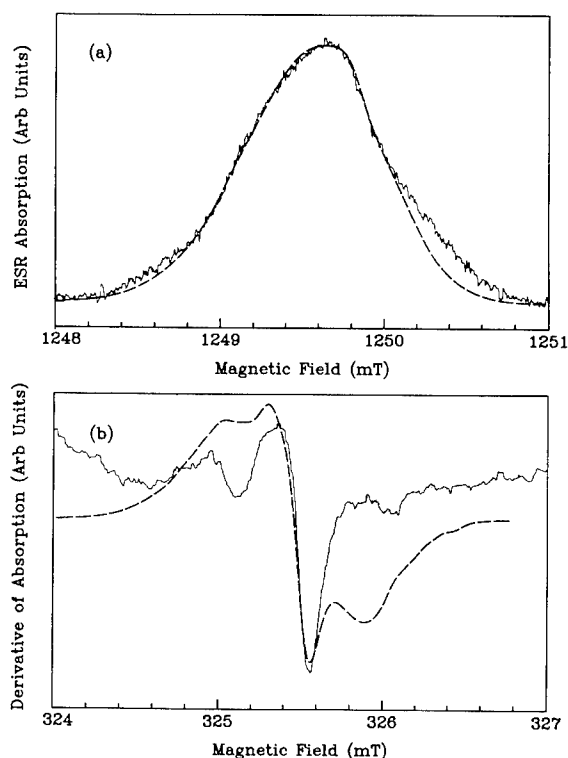 (a)
ESR Absorption (Arb Units)
1248 1249 1250 1251
Magnetic Field (mT)
(b)
Derivative of Absorption (Arb Units)
324 325 326 327
Magnetic Field (mT)